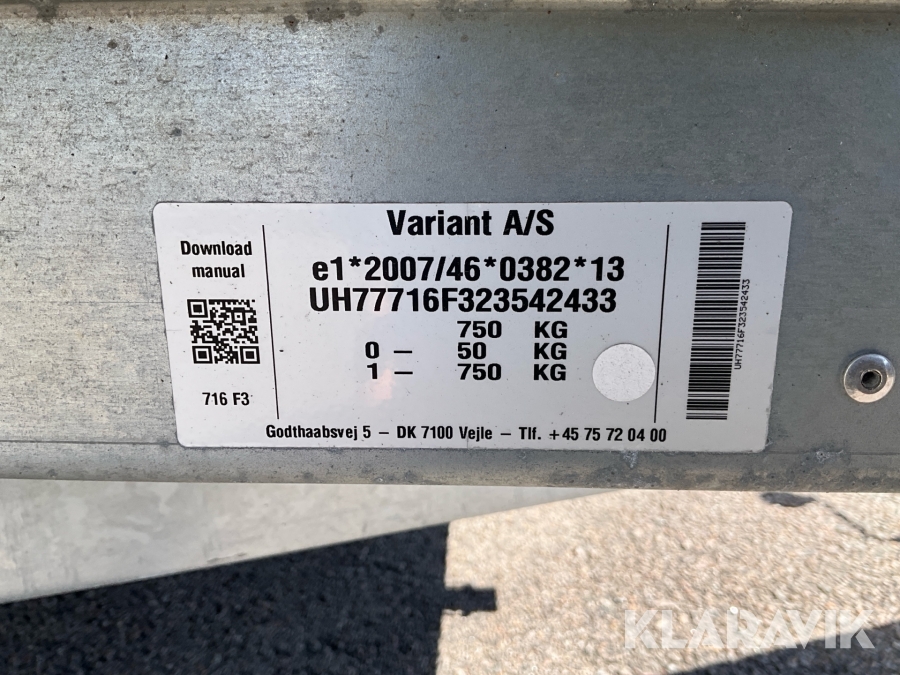 Variant A/S
Download
manual
e1*2007/46*0382*13
UH77716F323542433
750 KG
0 – 50 KG
1 – 750 KG
716 F3
Godthaabsvej 5 – DK 7100 Vejle – Tlf. +45 75 72 04 00
UH77716F323542433
KLARAVIK